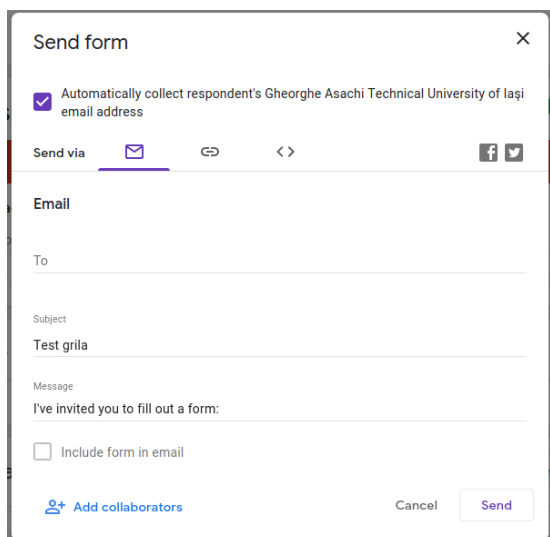 Send form
Automatically collect respondent's Gheorghe Asachi Technical University of Iași
email address
Send via
Email
To
Subject
Test grila
Message
I've invited you to fill out a form:
Include form in email
Add collaborators
Cancel
Send